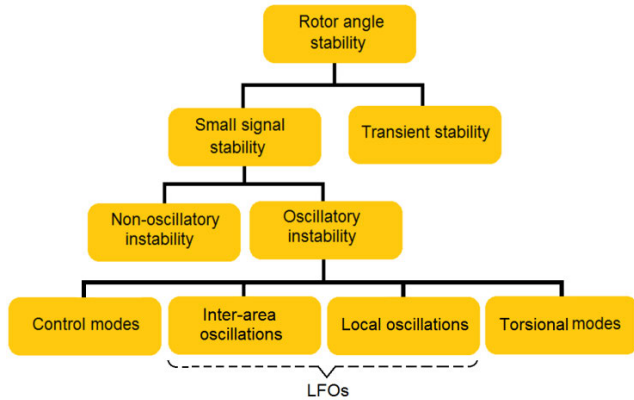 Rotor angle
stability
Small signal
stability
Transient stability
Non-oscillatory
instability
Oscillatory
instability
Control modes
Inter-area
oscillations
Local oscillations
Torsional modes
LFOs